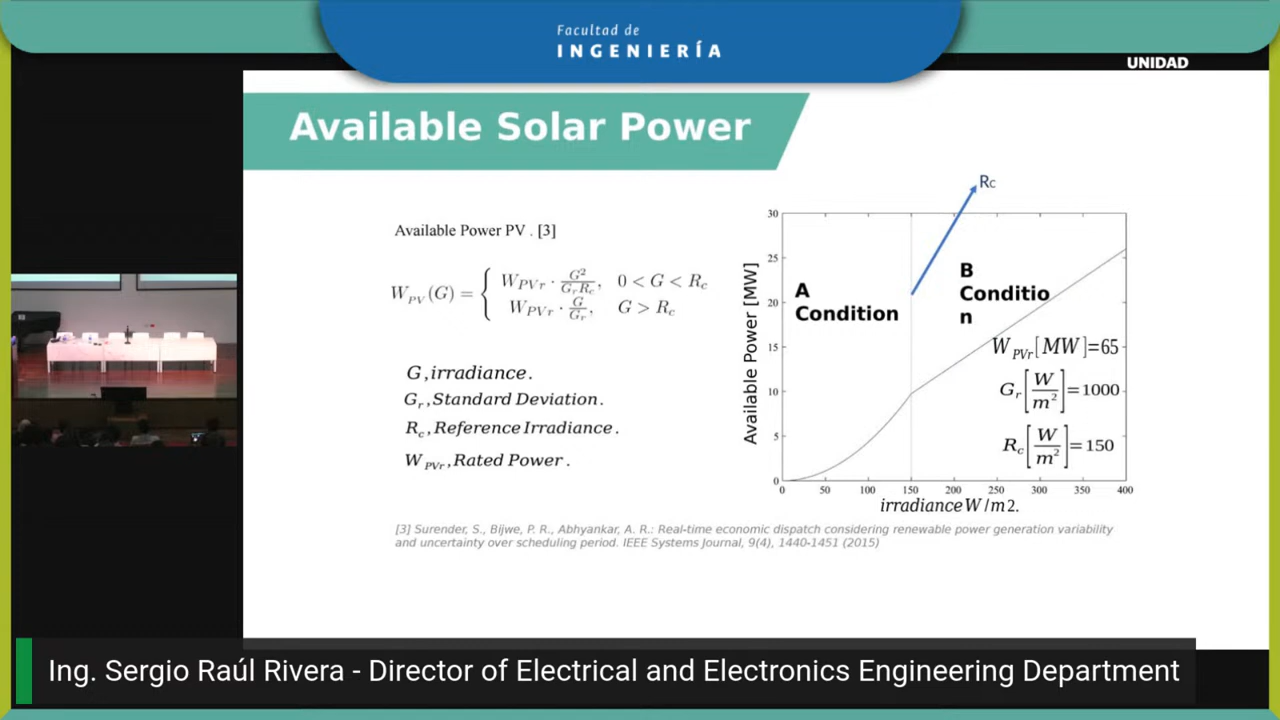 Facultad de
INGENIERÍA
UNIDAD
Available Solar Power
Available Power PV . [3]
W_PV(G) = { W_PVr · G²/(G_r R_c), 0 < G < R_c
W_PVr · G/G_r, G > R_c
G ,irradiance .
G_r ,Standard Deviation .
R_c ,Reference Irradiance .
W_PVr ,Rated Power .
Rc
Available Power [MW]
30
25
20
15
10
5
0
A
Condition
B
Conditio
n
W_PVr [MW]=65
G_r [W/m²]=1000
R_c [W/m²]=150
0 50 100 150 200 250 300 350 400
irradiance W /m 2.
[3] Surender, S., Bijwe, P. R., Abhyankar, A. R.: Real-time economic dispatch considering renewable power generation variability
and uncertainty over scheduling period. IEEE Systems Journal, 9(4), 1440-1451 (2015)
Ing. Sergio Raúl Rivera - Director of Electrical and Electronics Engineering Department